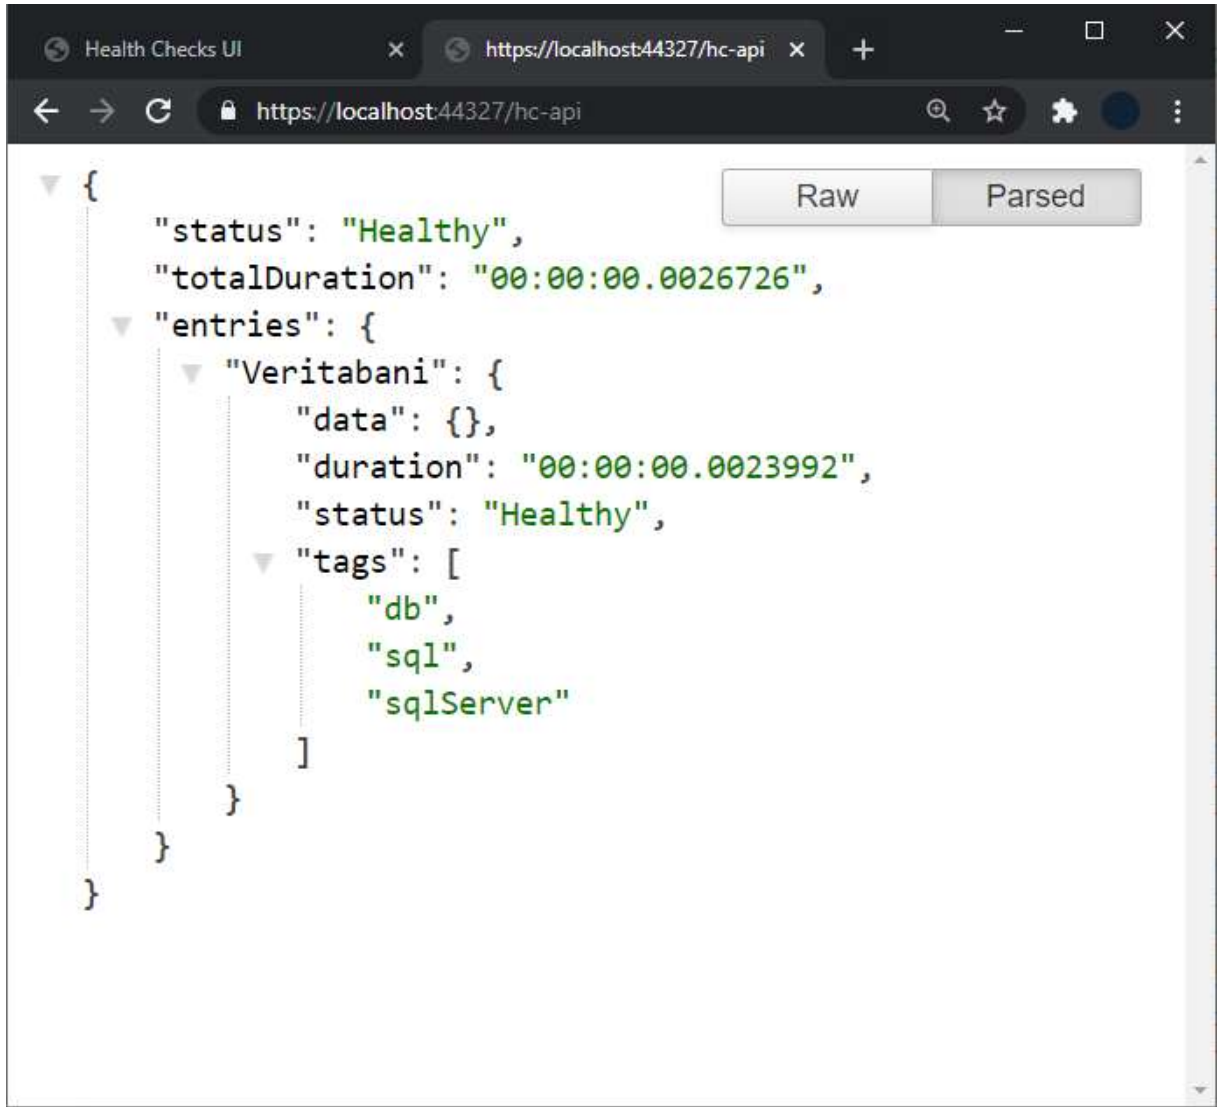 Health Checks UI
https://localhost:44327/hc-api
https://localhost:44327/hc-api
Raw
Parsed
{
"status": "Healthy",
"totalDuration": "00:00:00.0026726",
"entries": {
"Veritabani": {
"data": {},
"duration": "00:00:00.0023992",
"status": "Healthy",
"tags": [
"db",
"sql",
"sqlServer"
]
}
}
}